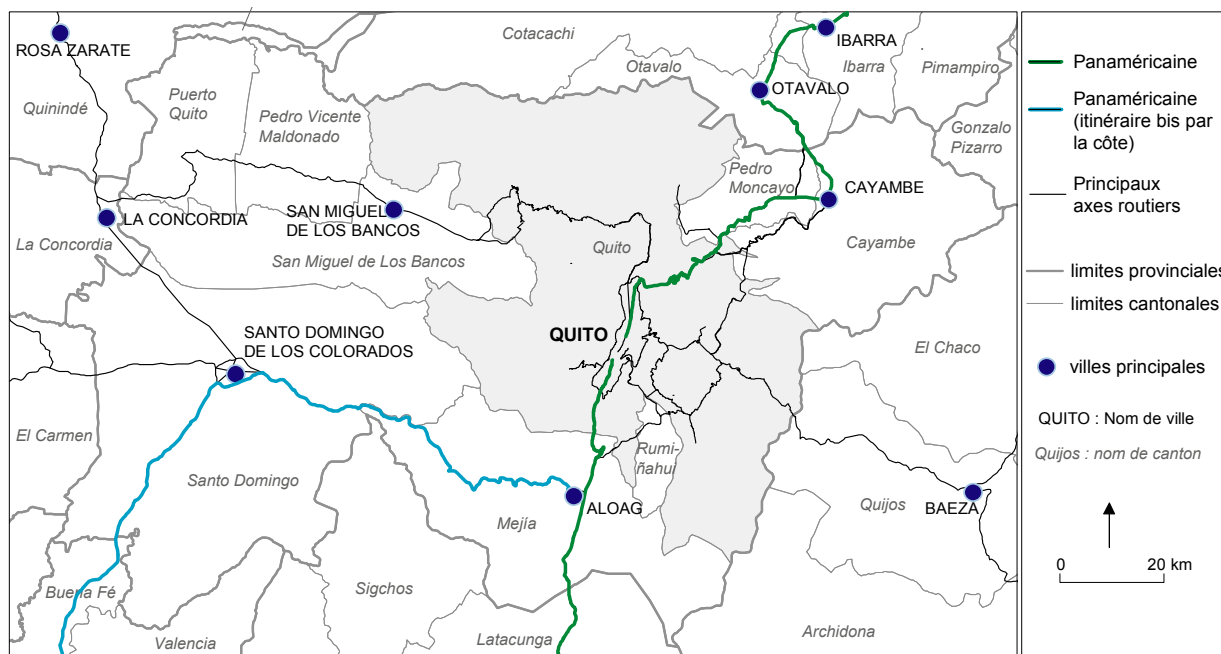 ROSA ZARATE
Cotacachi
IBARRA
Otavalo
Ibarra
Pimampiro
OTAVALO
Quinindé
Puerto
Quito
Pedro Vicente
Maldonado
Gonzalo
Pizarro
Pedro
Moncayo
CAYAMBE
LA CONCORDIA
SAN MIGUEL
DE LOS BANCOS
La Concordia
San Miguel de Los Bancos
Quito
Cayambe
QUITO
SANTO DOMINGO
DE LOS COLORADOS
El Chaco
El Carmen
Santo Domingo
Rumi-
ñahui
ALOAG
Mejía
Quijos
BAEZA
Buena Fé
Sigchos
Valencia
Latacunga
Archidona
Panaméricaine
Panaméricaine
(itinéraire bis par
la côte)
Principaux
axes routiers
limites provinciales
limites cantonales
villes principales
QUITO : Nom de ville
Quijos : nom de canton
0 20 km